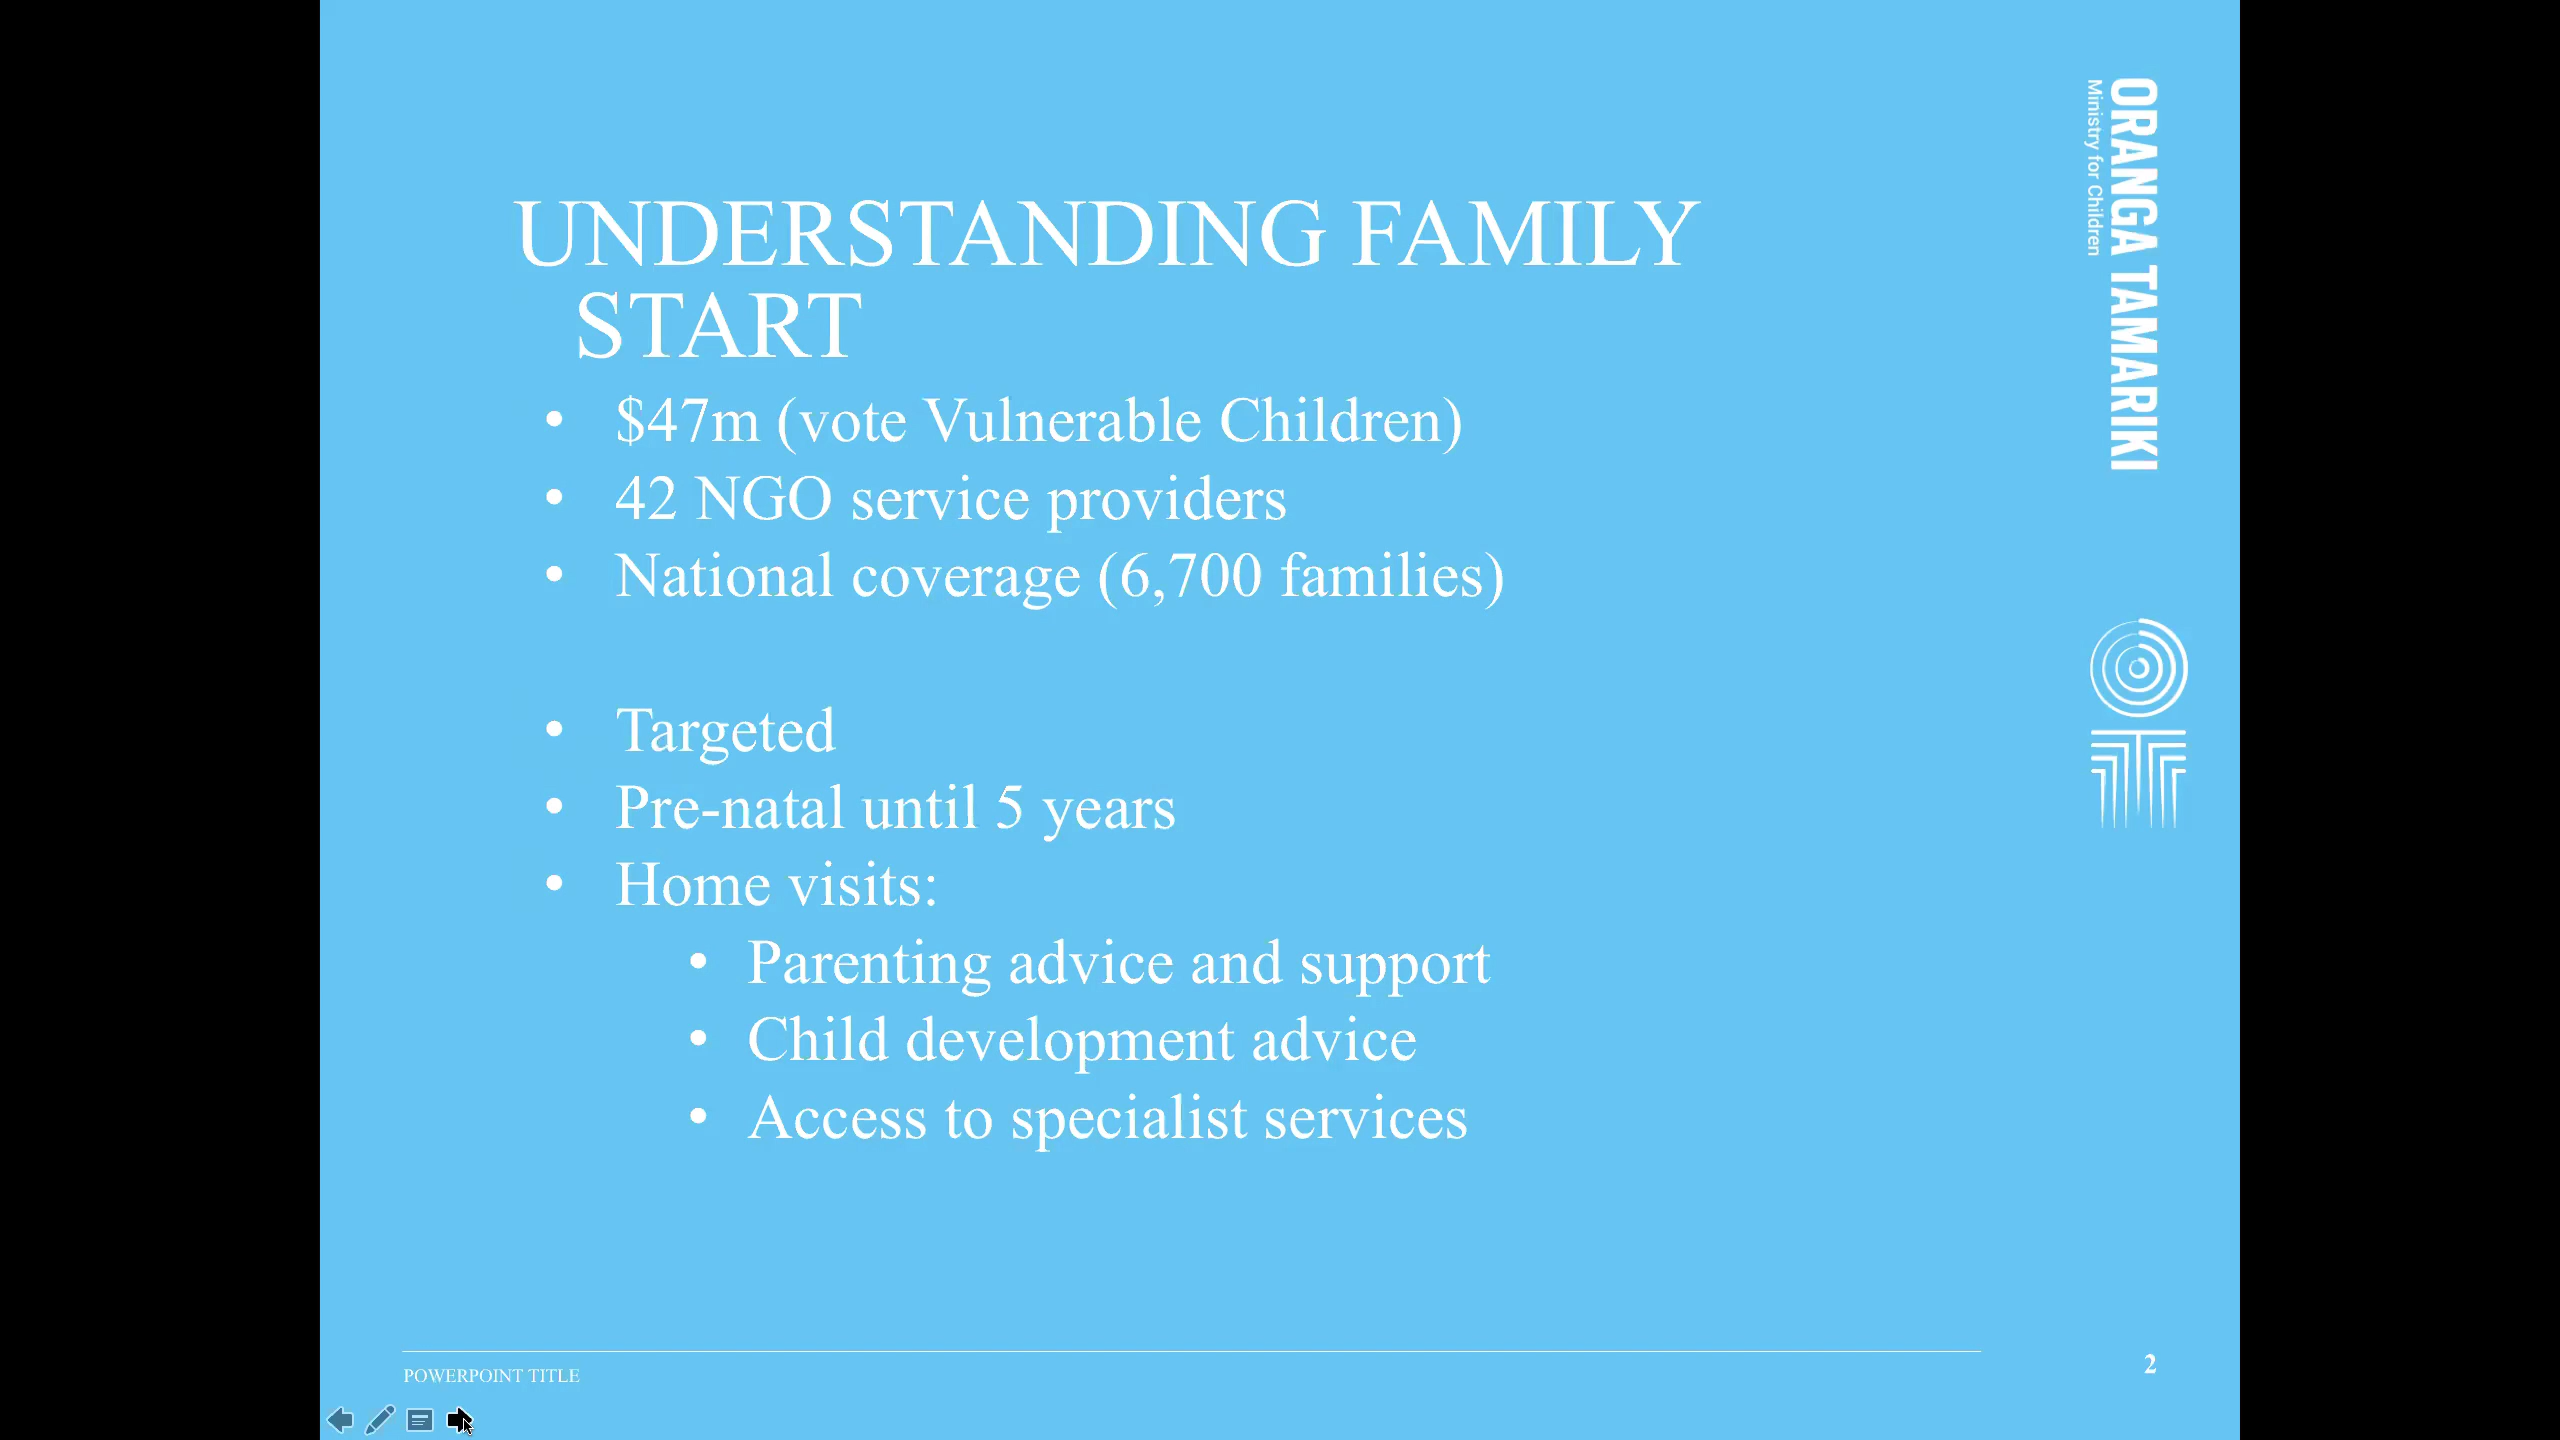 UNDERSTANDING FAMILY
START
• $47m (vote Vulnerable Children)
• 42 NGO service providers
• National coverage (6,700 families)
• Targeted
• Pre-natal until 5 years
• Home visits:
• Parenting advice and support
• Child development advice
• Access to specialist services
ORANGA TAMARIKI
Ministry for Children
POWERPOINT TITLE
2